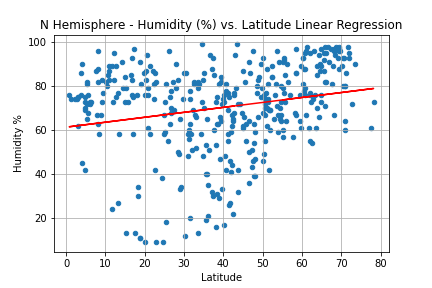 N Hemisphere - Humidity (%) vs. Latitude Linear Regression
100
80
60
40
20
Humidity %
0 10 20 30 40 50 60 70 80
Latitude